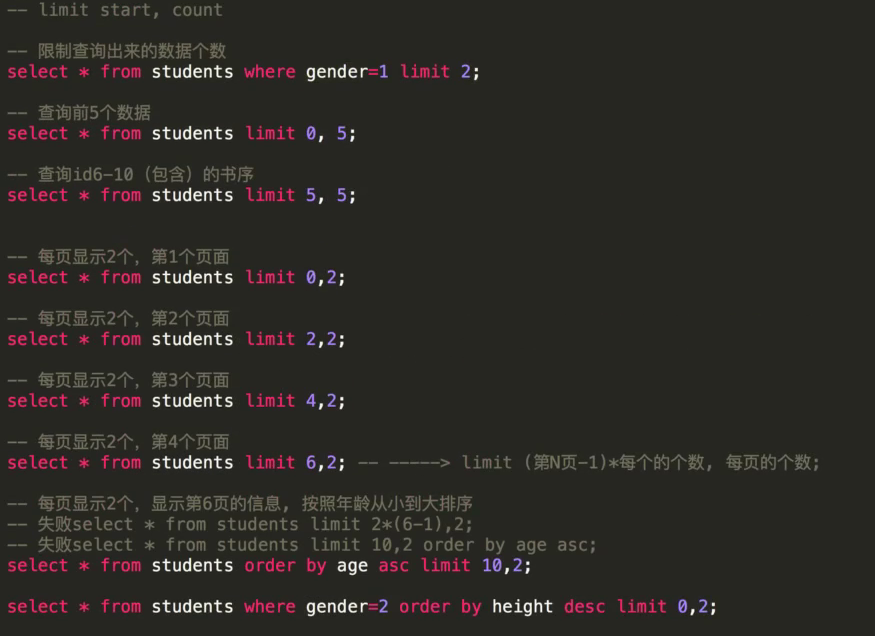 -- limit start, count
-- 限制查询出来的数据个数
select * from students where gender=1 limit 2;
-- 查询前5个数据
select * from students limit 0, 5;
-- 查询id6-10（包含）的书序
select * from students limit 5, 5;
-- 每页显示2个，第1个页面
select * from students limit 0,2;
-- 每页显示2个，第2个页面
select * from students limit 2,2;
-- 每页显示2个，第3个页面
select * from students limit 4,2;
-- 每页显示2个，第4个页面
select * from students limit 6,2; -- -----> limit (第N页-1)*每个的个数, 每页的个数;
-- 每页显示2个，显示第6页的信息, 按照年龄从小到大排序
-- 失败select * from students limit 2*(6-1),2;
-- 失败select * from students limit 10,2 order by age asc;
select * from students order by age asc limit 10,2;
select * from students where gender=2 order by height desc limit 0,2;